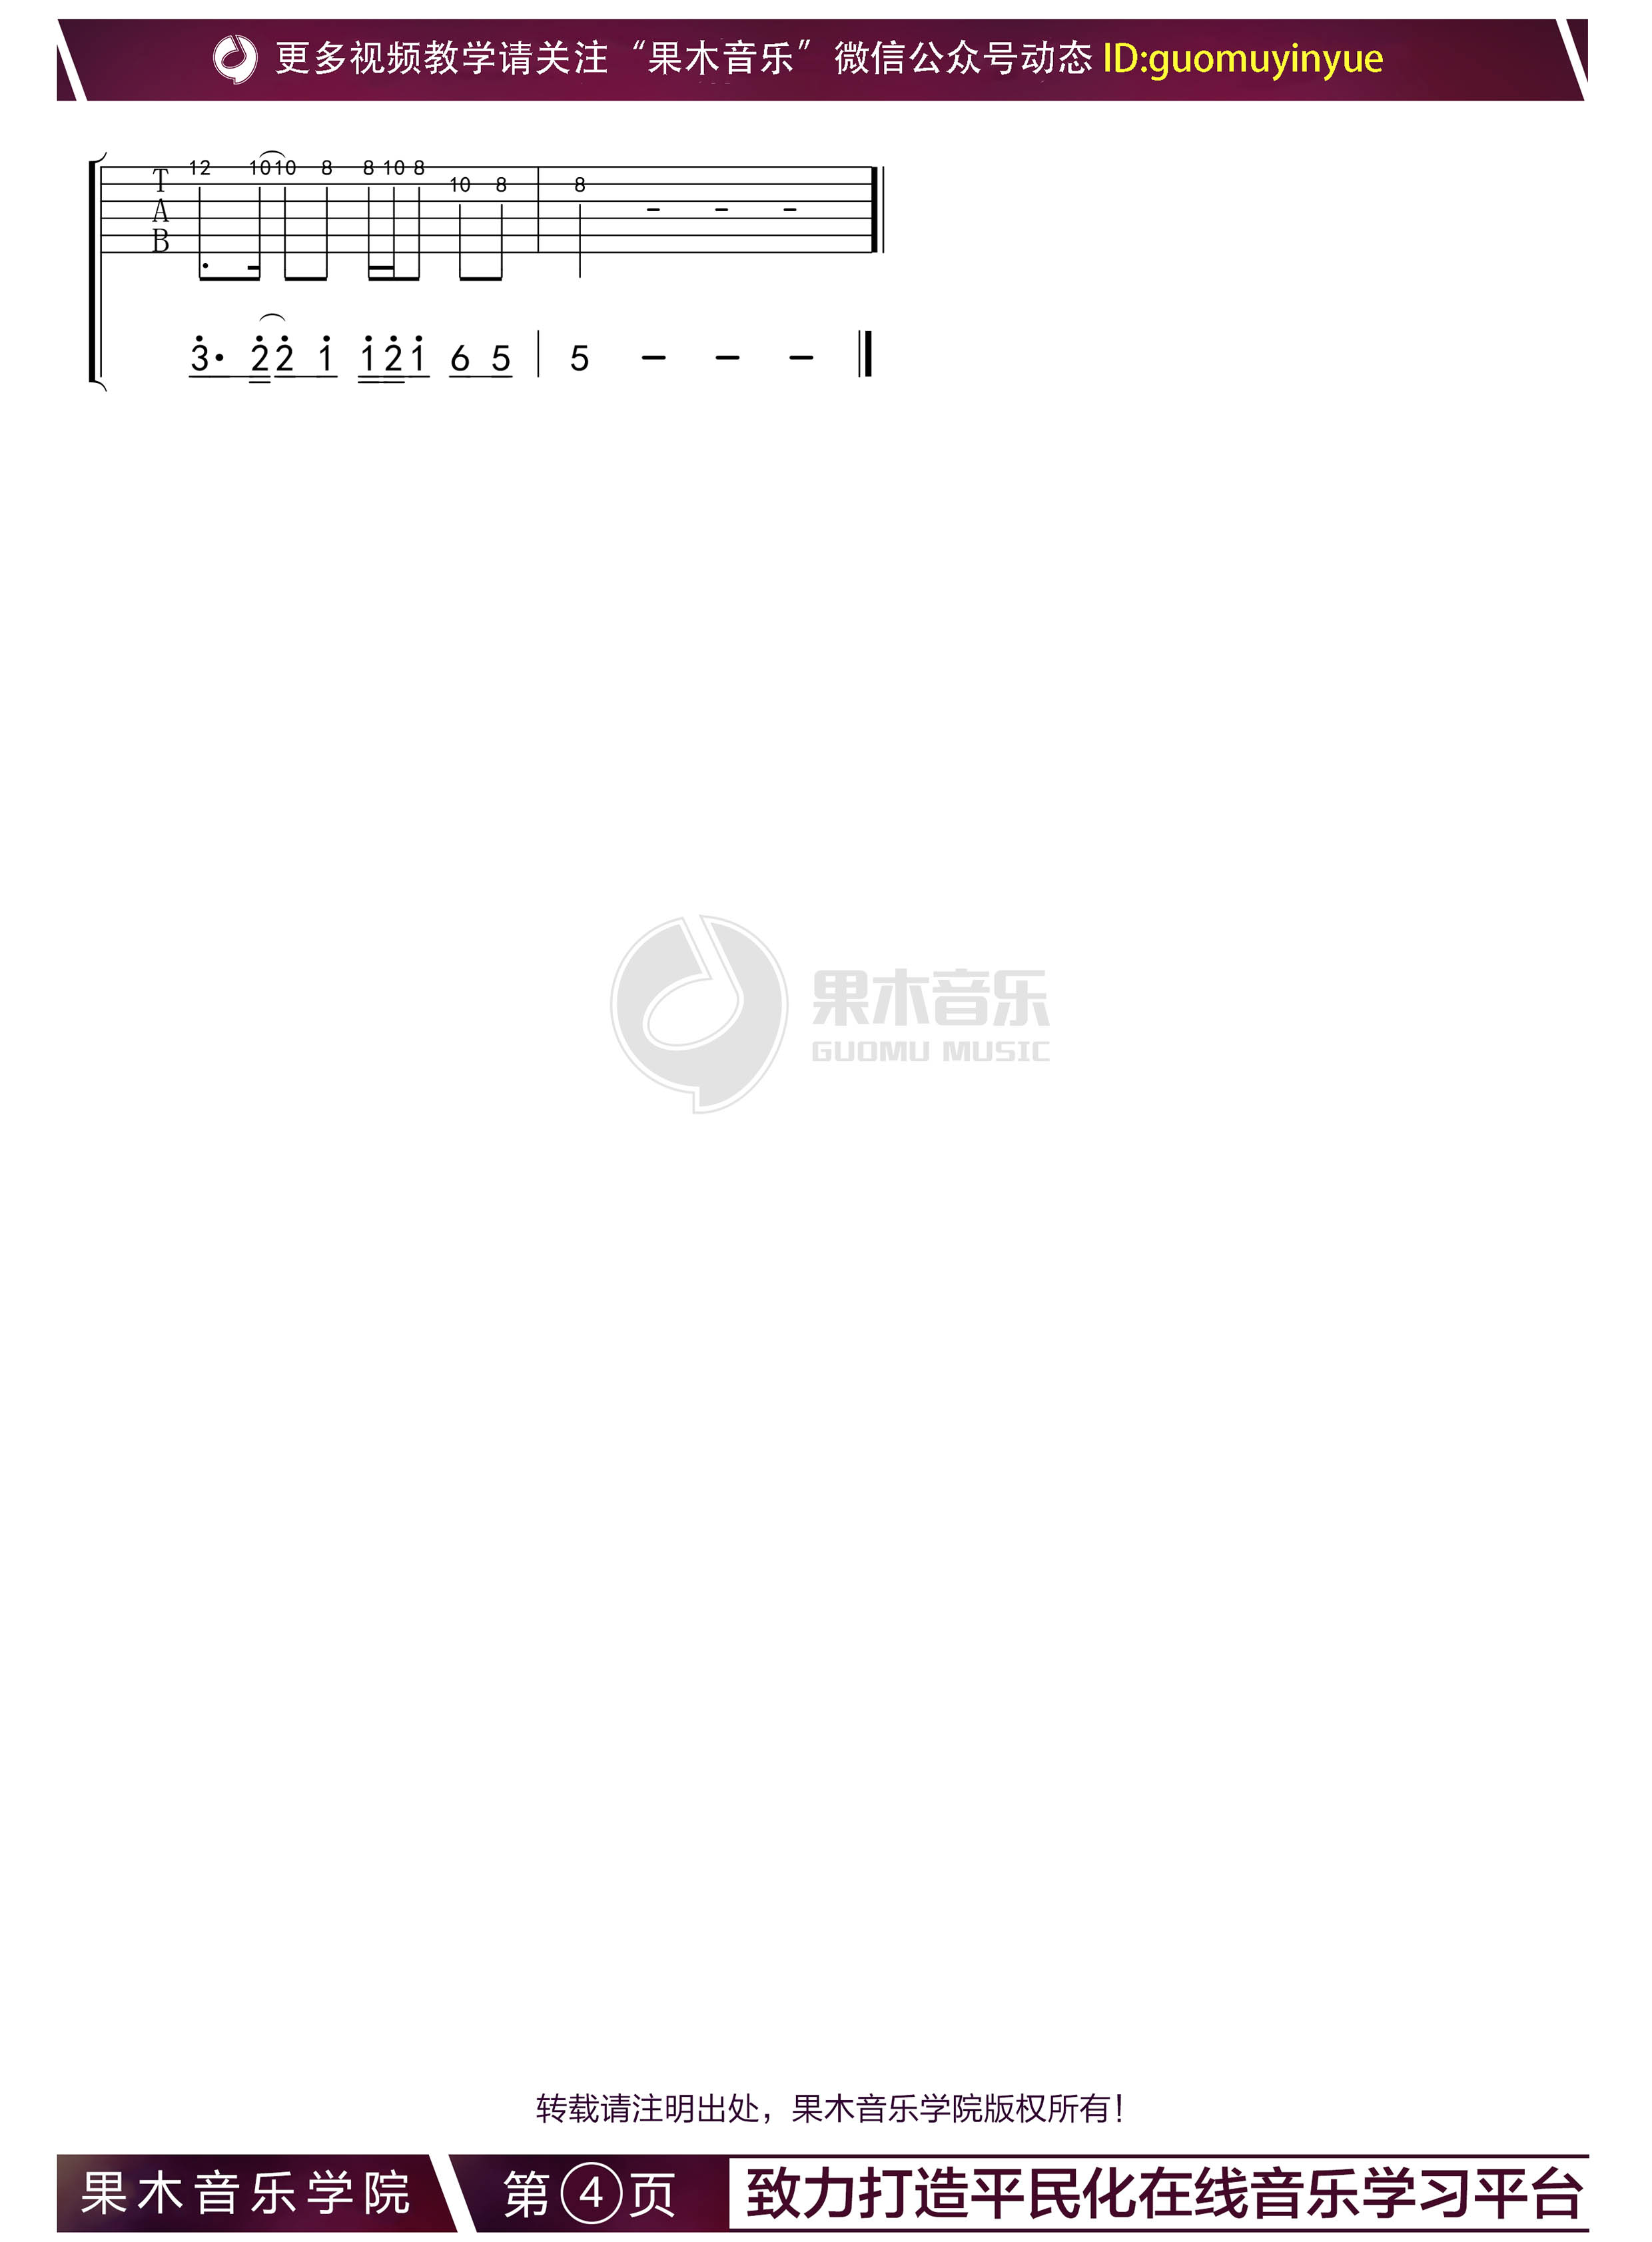 更多视频教学请关注“果木音乐”微信公众号动态 ID:guomuyinyue
12 10 10 8 8 10 8
10 8 8
T
A
B
3· 2 2 1 1 2 1 6 5 5 – – –
果木音乐
GUOMU MUSIC
转载请注明出处，果木音乐学院版权所有！
果木音乐学院 第④页 致力打造平民化在线音乐学习平台